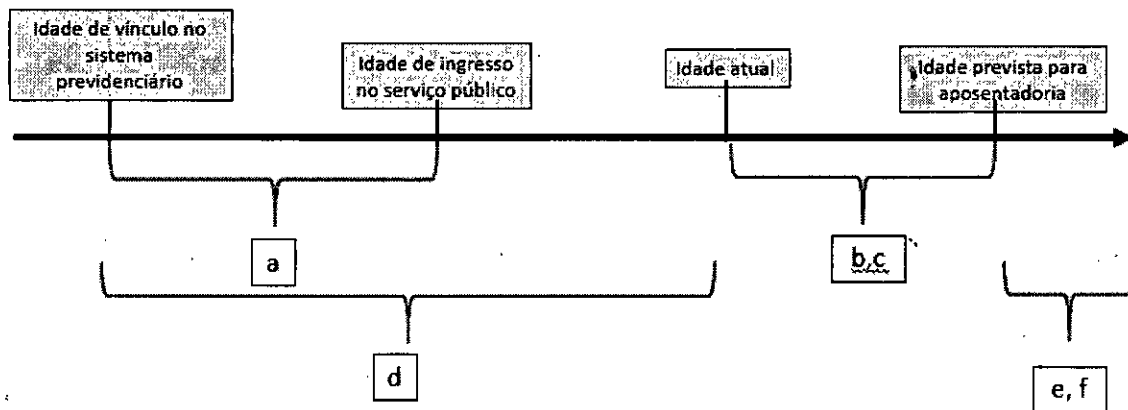 Idade de vínculo no
sistema
previdenciário
Idade de ingresso
no serviço público
Idade atual
Idade prevista para
aposentadoria
a
b,c
d
e, f